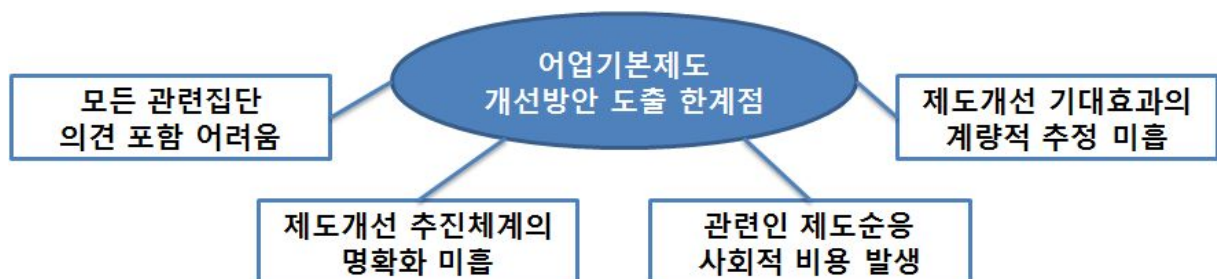 어업기본제도
개선방안 도출 한계점
모든 관련집단
의견 포함 어려움
제도개선 기대효과의
계량적 추정 미흡
제도개선 추진체계의
명확화 미흡
관련인 제도순응
사회적 비용 발생